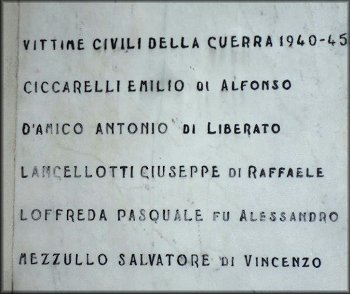 VITTIME CIVILI DELLA GUERRA 1940-45
CICCARELLI EMILIO DI ALFONSO
D'AMICO ANTONIO DI LIBERATO
LANCELLOTTI GIUSEPPE DI RAFFAELE
LOFFREDA PASQUALE FU ALESSANDRO
MEZZULLO SALVATORE DI VINCENZO